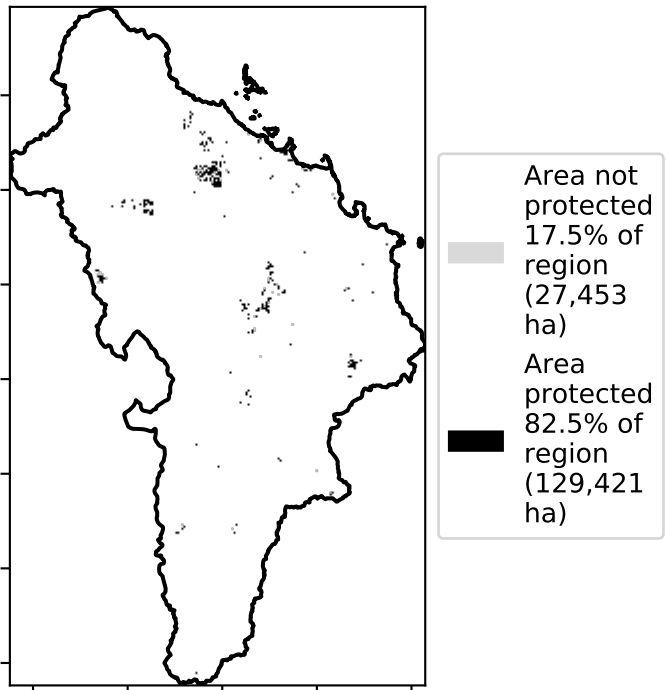 Area not
protected
17.5% of
region
(27,453
ha)
Area
protected
82.5% of
region
(129,421
ha)